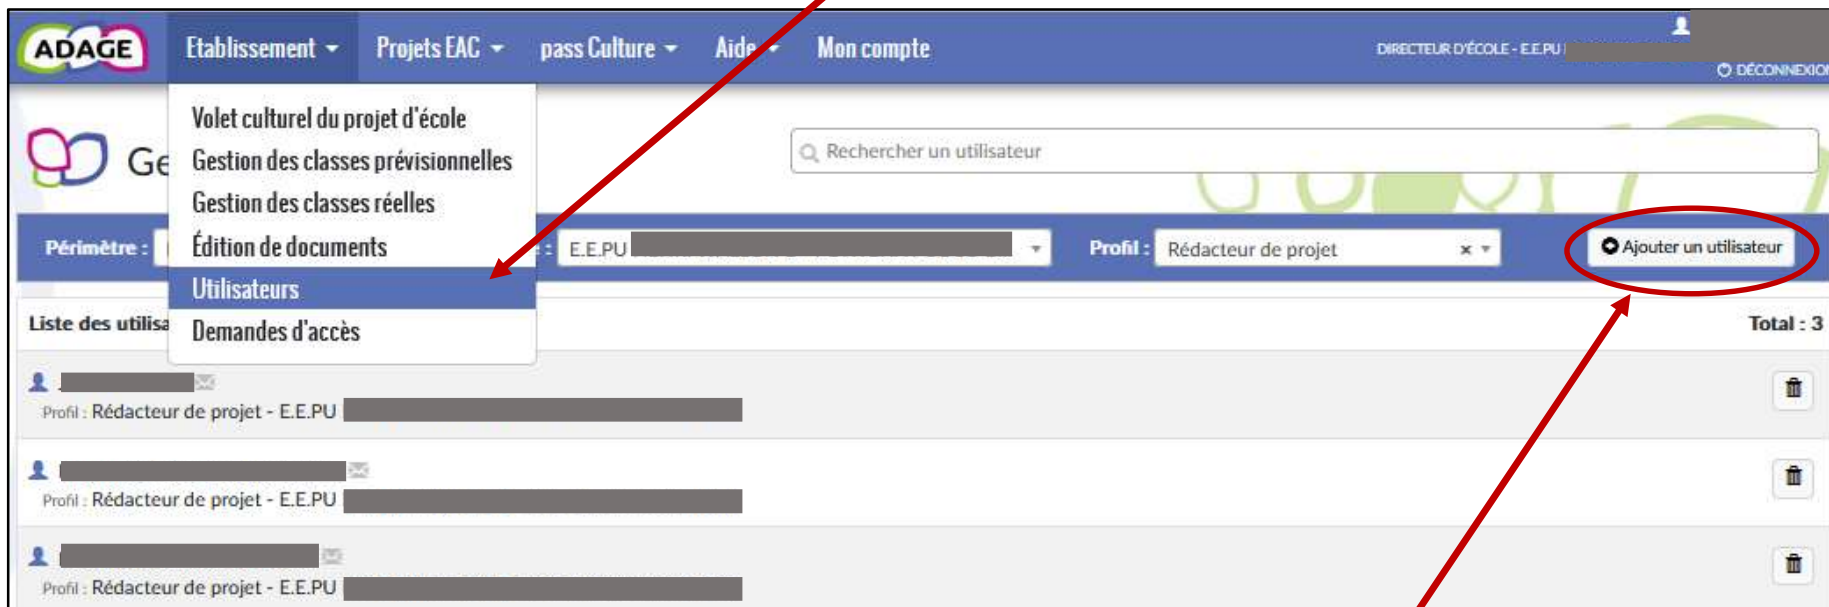 ADAGE Etablissement Projets EAC pass Culture Aide Mon compte
DIRECTEUR D'ÉCOLE - E.E.PU
DÉCONNEXION
Volet culturel du projet d'école
Gestion des classes prévisionnelles
Gestion des classes réelles
Édition de documents
Utilisateurs
Demandes d'accès
Ge
Rechercher un utilisateur
Périmètre : : E.E.PU Profil : Rédacteur de projet Ajouter un utilisateur
Liste des utilisa Total : 3
Profil : Rédacteur de projet - E.E.PU
Profil : Rédacteur de projet - E.E.PU
Profil : Rédacteur de projet - E.E.PU